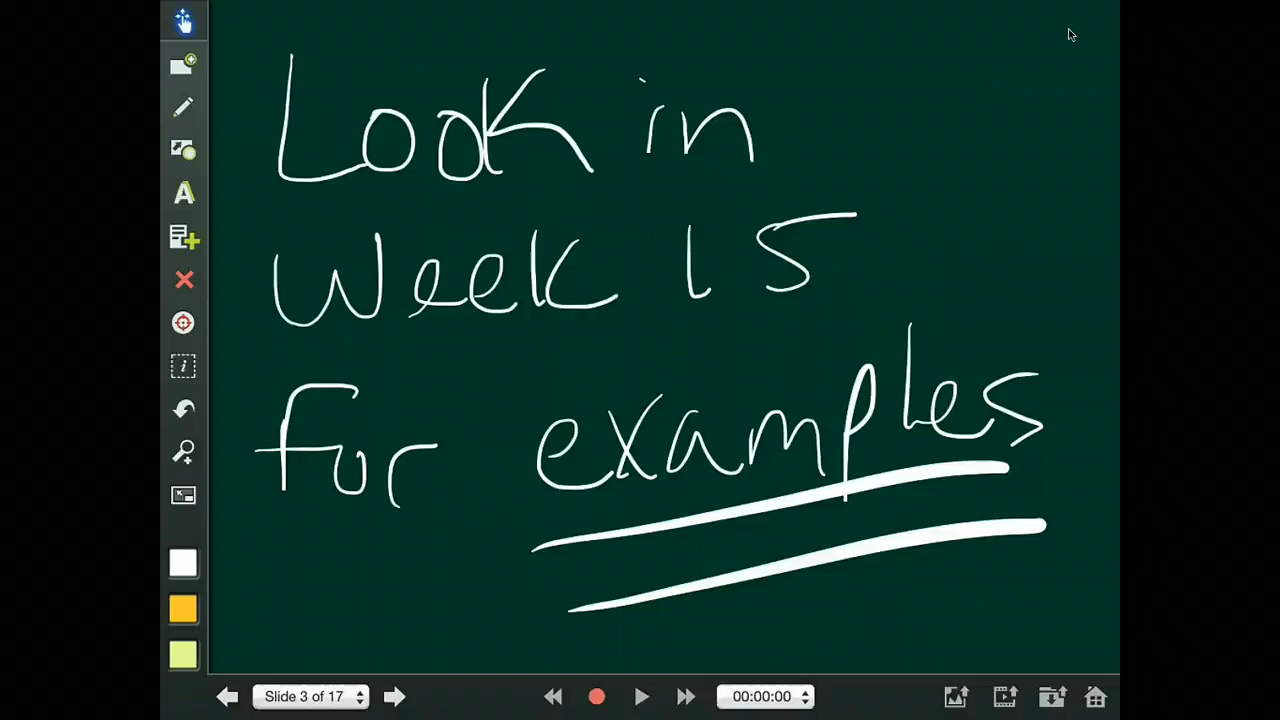 Look in
Week 15
for examples
A
i
Slide 3 of 17
00:00:00